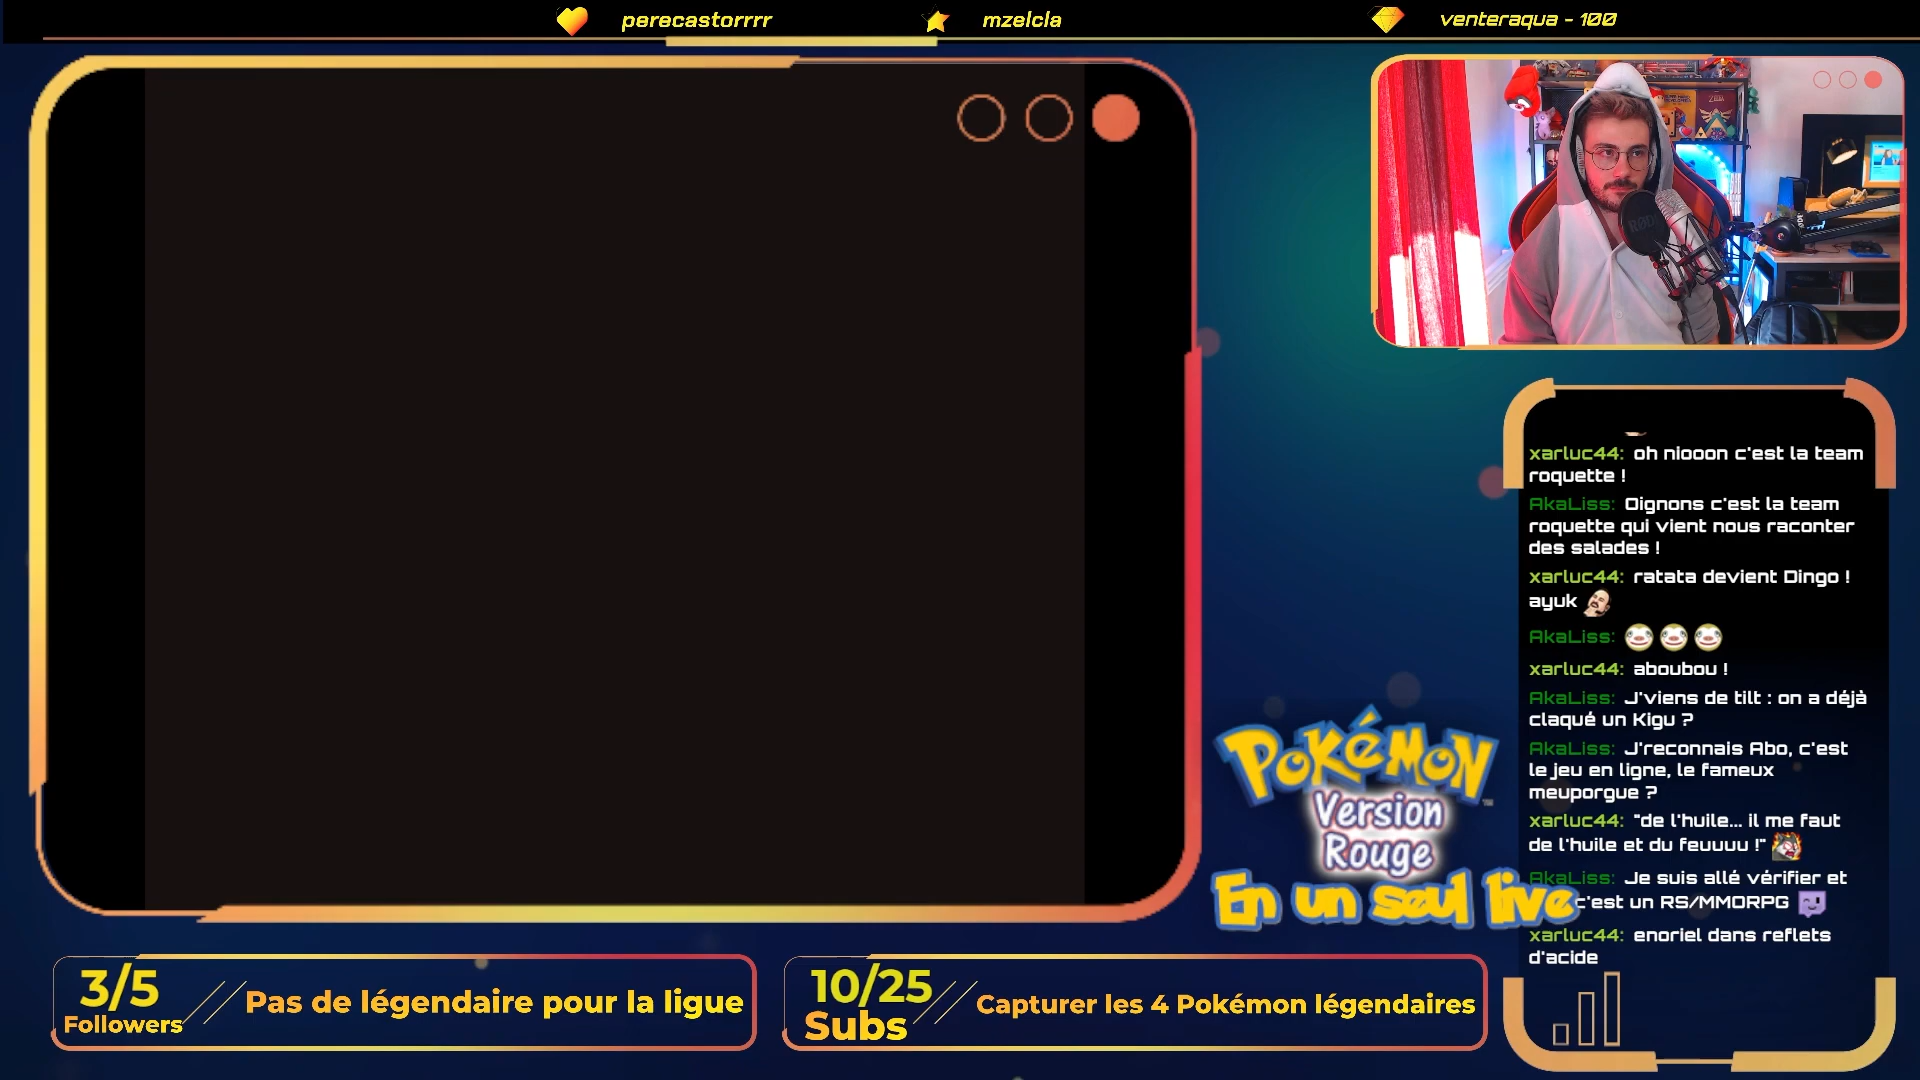 perecastorrrr
mzelcla
venteraqua - 100
xarluc44: oh niooon c'est la team
roquette !
AkaLiss: Oignons c'est la team
roquette qui vient nous raconter
des salades !
xarluc44: ratata devient Dingo !
ayuk
AkaLiss:
xarluc44: aboubou !
AkaLiss: J'viens de tilt : on a déjà
claqué un Kigu ?
AkaLiss: J'reconnais Abo, c'est
le jeu en ligne, le fameux
meuporgue ?
xarluc44: "de l'huile... il me faut
de l'huile et du feuuuu !"
AkaLiss: Je suis allé vérifier et
c'est un RS/MMORPG
xarluc44: enoriel dans reflets
d'acide
POKéMON
Version
Rouge
En un seul live
3/5
Followers
Pas de légendaire pour la ligue
10/25
Subs
Capturer les 4 Pokémon légendaires